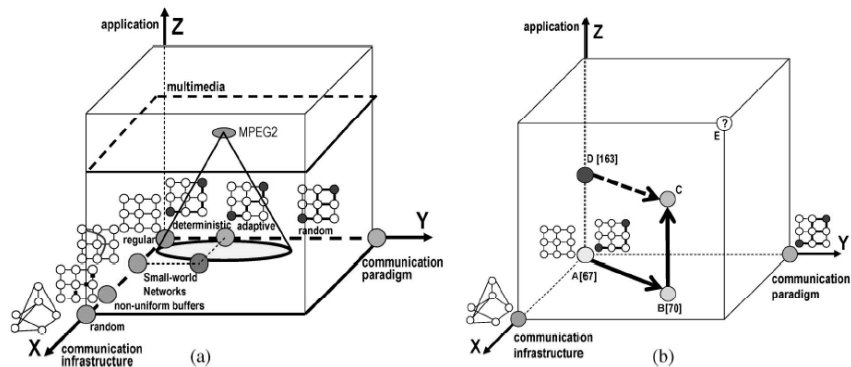 application
Z
multimedia
MPEG2
deterministic
adaptive
regular
random
Y
communication
paradigm
Small-world
Networks
non-uniform buffers
random
X
communication
infrastructure
(a)
application
Z
?
E
D [163]
C
A[67]
B[70]
Y
communication
paradigm
X
communication
infrastructure
(b)